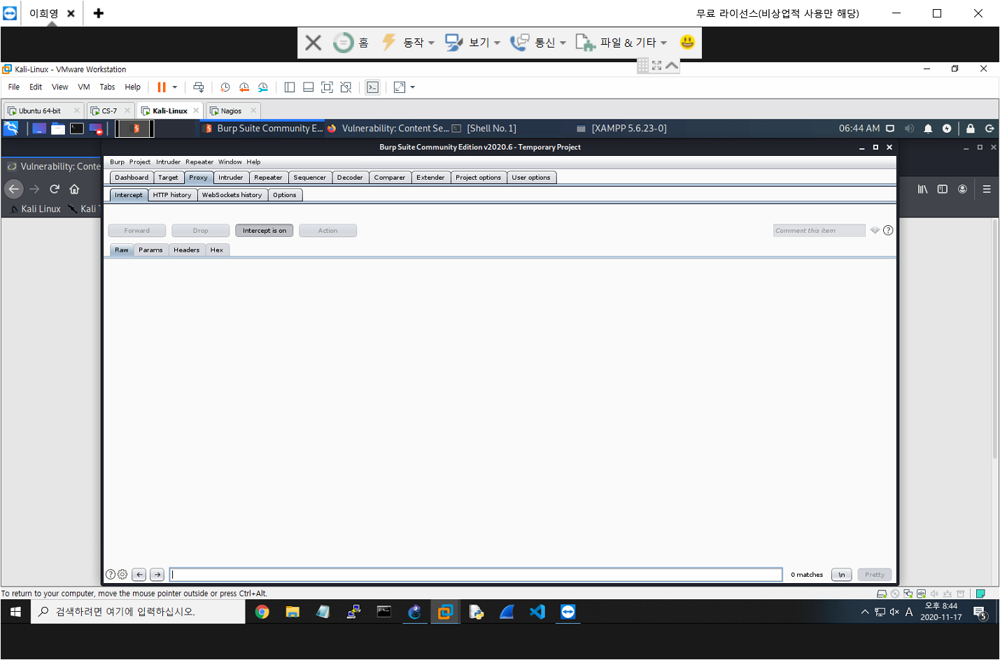 이희영
무료 라이선스(비상업적 사용만 해당)
홈 동작 보기 통신 파일 & 기타
Kali-Linux - VMware Workstation
File Edit View VM Tabs Help
Ubuntu 64-bit CS-7 Kali-Linux Nagios
Burp Suite Community E... Vulnerability: Content Se... [Shell No. 1] [XAMPP 5.6.23-0] 06:44 AM
Burp Suite Community Edition v2020.6 - Temporary Project
Burp Project Intruder Repeater Window Help
Vulnerability: Conte
Dashboard Target Proxy Intruder Repeater Sequencer Decoder Comparer Extender Project options User options
Intercept HTTP history WebSockets history Options
Kali Linux Kali
Forward Drop Intercept is on Action Comment this item ?
Raw Params Headers Hex
? 0 matches \n Pretty
To return to your computer, move the mouse pointer outside or press Ctrl+Alt.
검색하려면 여기에 입력하십시오.
A 오후 8:44
2020-11-17 5